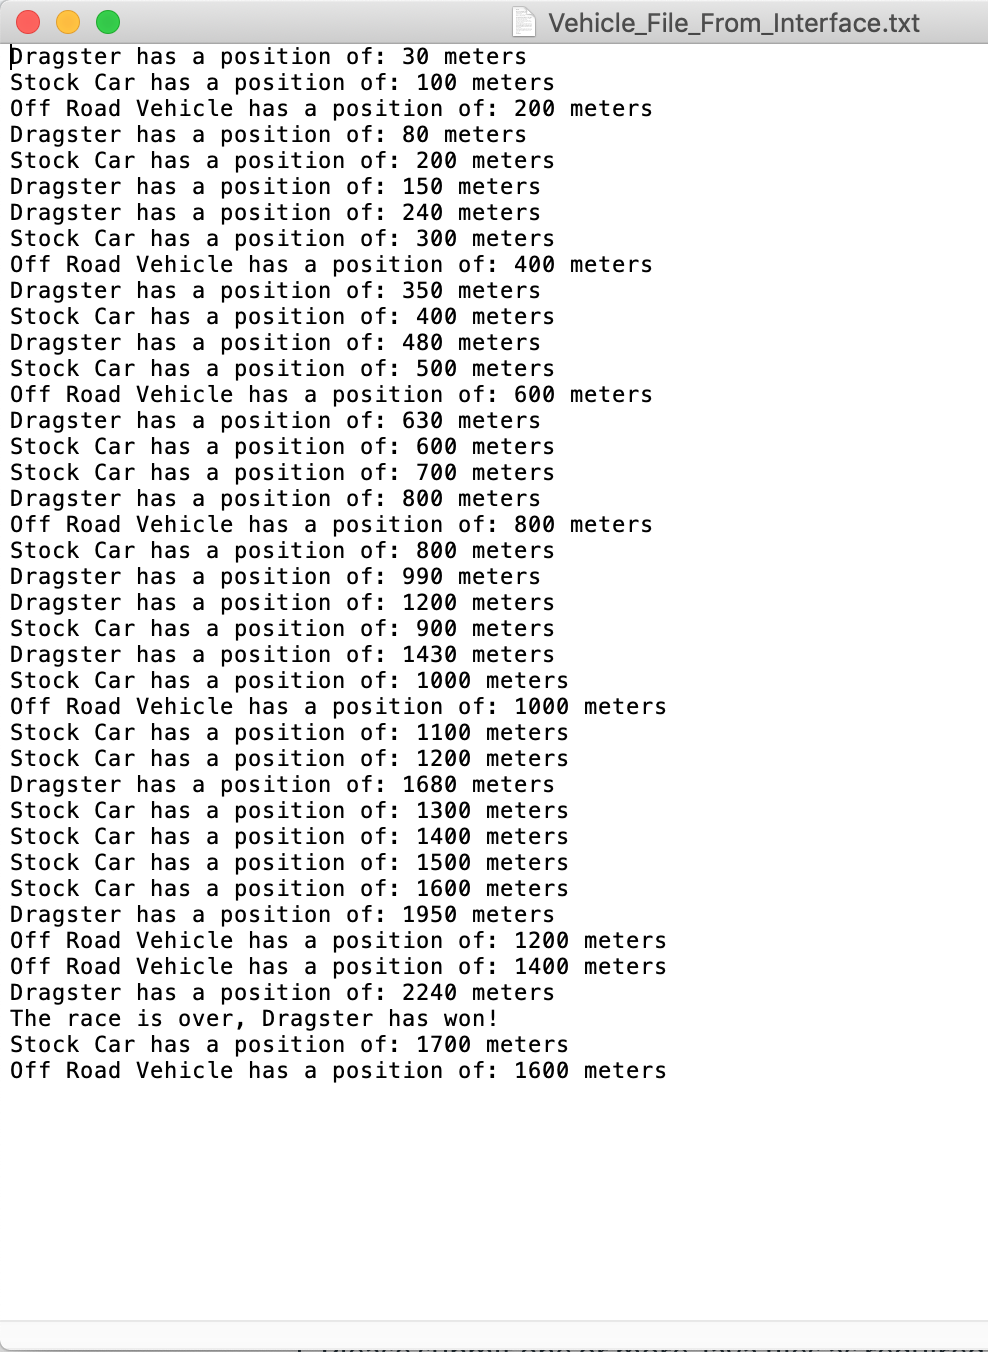 Vehicle_File_From_Interface.txt
Dragster has a position of: 30 meters
Stock Car has a position of: 100 meters
Off Road Vehicle has a position of: 200 meters
Dragster has a position of: 80 meters
Stock Car has a position of: 200 meters
Dragster has a position of: 150 meters
Dragster has a position of: 240 meters
Stock Car has a position of: 300 meters
Off Road Vehicle has a position of: 400 meters
Dragster has a position of: 350 meters
Stock Car has a position of: 400 meters
Dragster has a position of: 480 meters
Stock Car has a position of: 500 meters
Off Road Vehicle has a position of: 600 meters
Dragster has a position of: 630 meters
Stock Car has a position of: 600 meters
Stock Car has a position of: 700 meters
Dragster has a position of: 800 meters
Off Road Vehicle has a position of: 800 meters
Stock Car has a position of: 800 meters
Dragster has a position of: 990 meters
Dragster has a position of: 1200 meters
Stock Car has a position of: 900 meters
Dragster has a position of: 1430 meters
Stock Car has a position of: 1000 meters
Off Road Vehicle has a position of: 1000 meters
Stock Car has a position of: 1100 meters
Stock Car has a position of: 1200 meters
Dragster has a position of: 1680 meters
Stock Car has a position of: 1300 meters
Stock Car has a position of: 1400 meters
Stock Car has a position of: 1500 meters
Stock Car has a position of: 1600 meters
Dragster has a position of: 1950 meters
Off Road Vehicle has a position of: 1200 meters
Off Road Vehicle has a position of: 1400 meters
Dragster has a position of: 2240 meters
The race is over, Dragster has won!
Stock Car has a position of: 1700 meters
Off Road Vehicle has a position of: 1600 meters